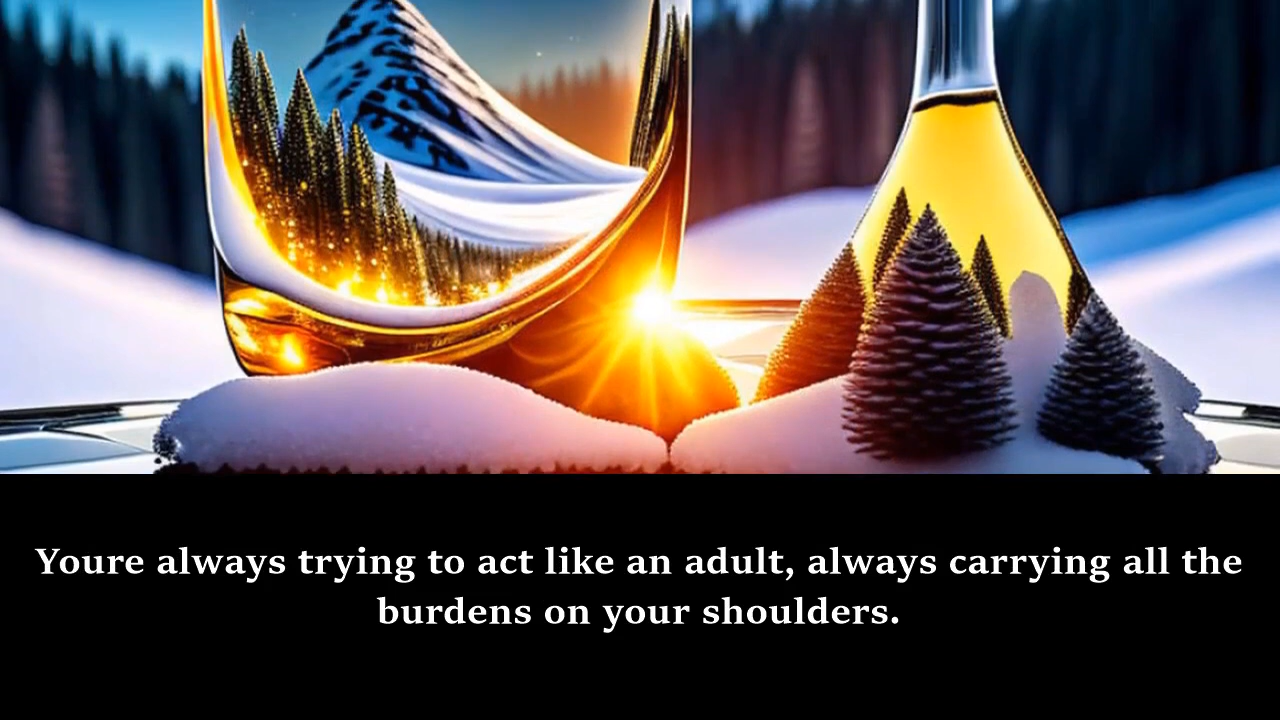 Youre always trying to act like an adult, always carrying all the
burdens on your shoulders.